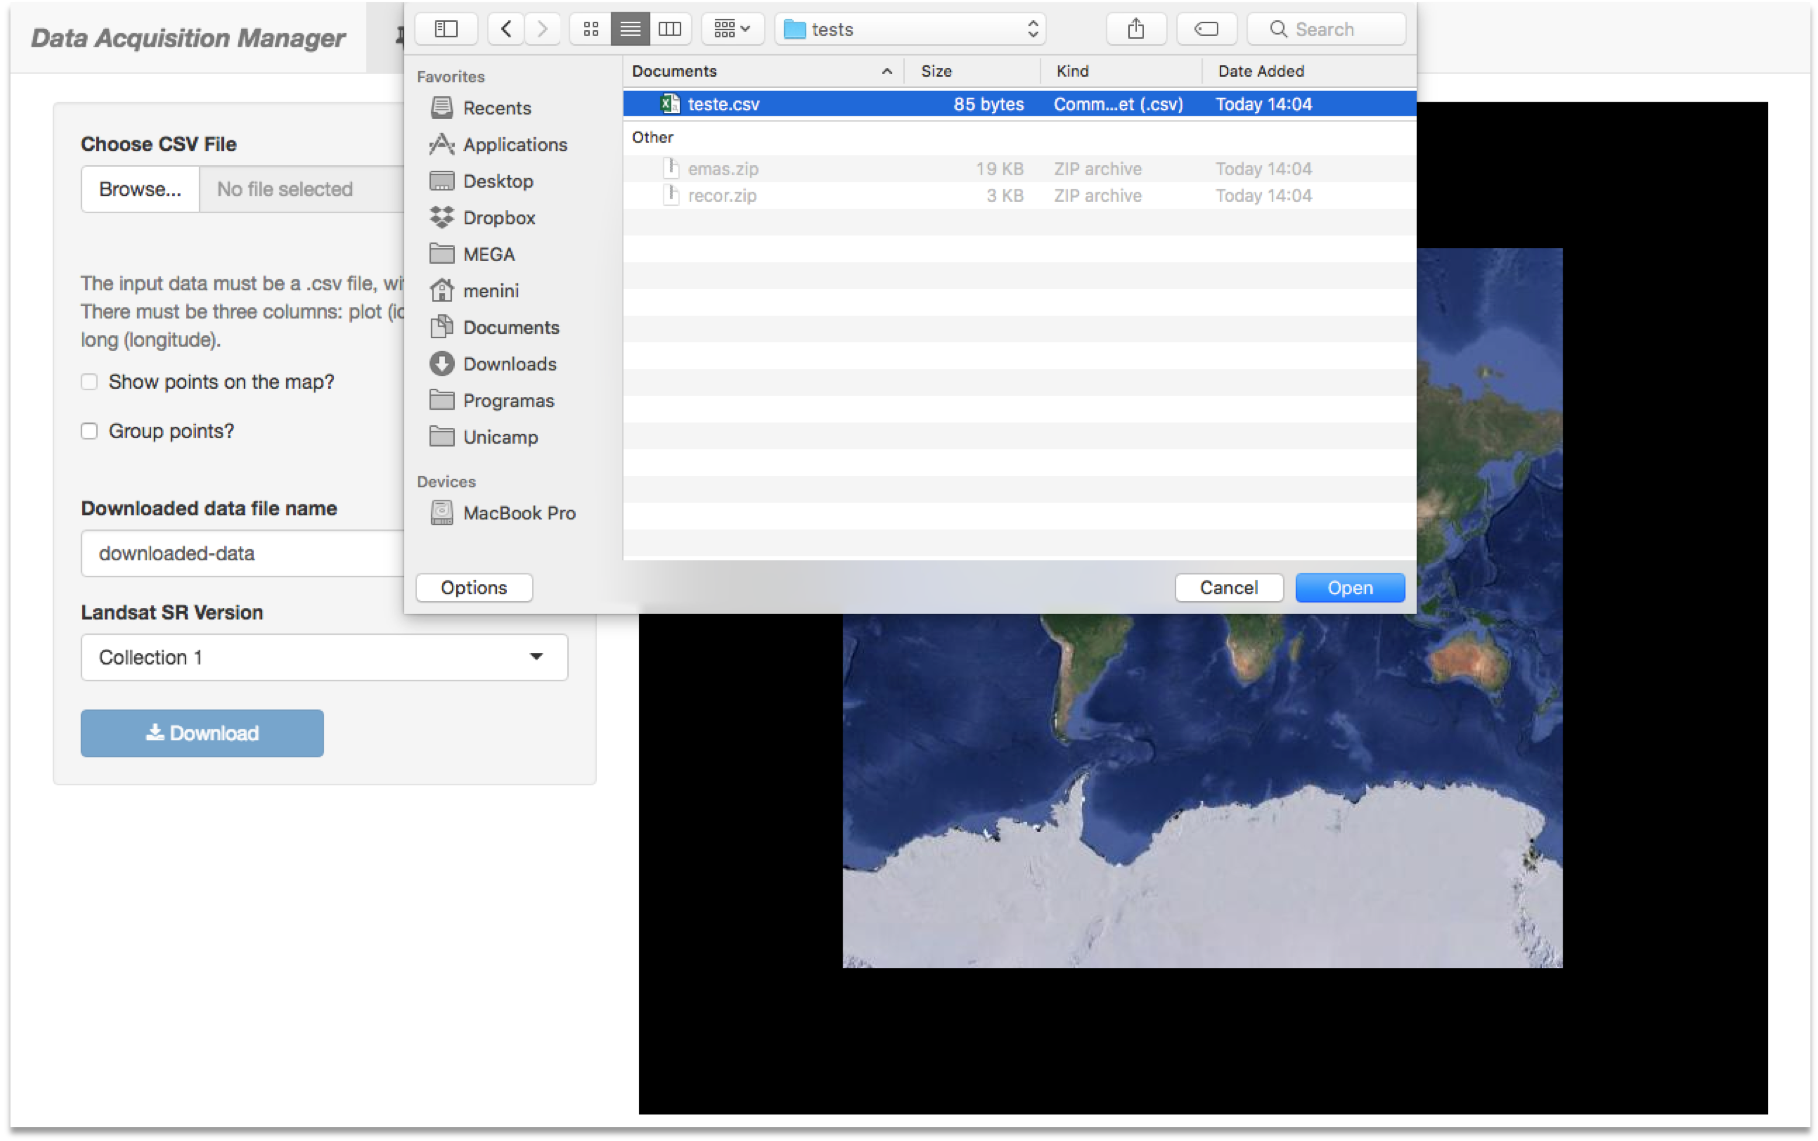 Data Acquisition Manager
tests
Search
Favorites
Recents
Applications
Desktop
Dropbox
MEGA
menini
Documents
Downloads
Programas
Unicamp
Devices
MacBook Pro
Documents Size Kind Date Added
teste.csv 85 bytes Comm...et (.csv) Today 14:04
Other
emas.zip 19 KB ZIP archive Today 14:04
recor.zip 3 KB ZIP archive Today 14:04
Options Cancel Open
Choose CSV File
Browse... No file selected
The input data must be a .csv file,
There must be three columns: plot
long (longitude).
Show points on the map?
Group points?
Downloaded data file name
downloaded-data
Landsat SR Version
Collection 1
Download